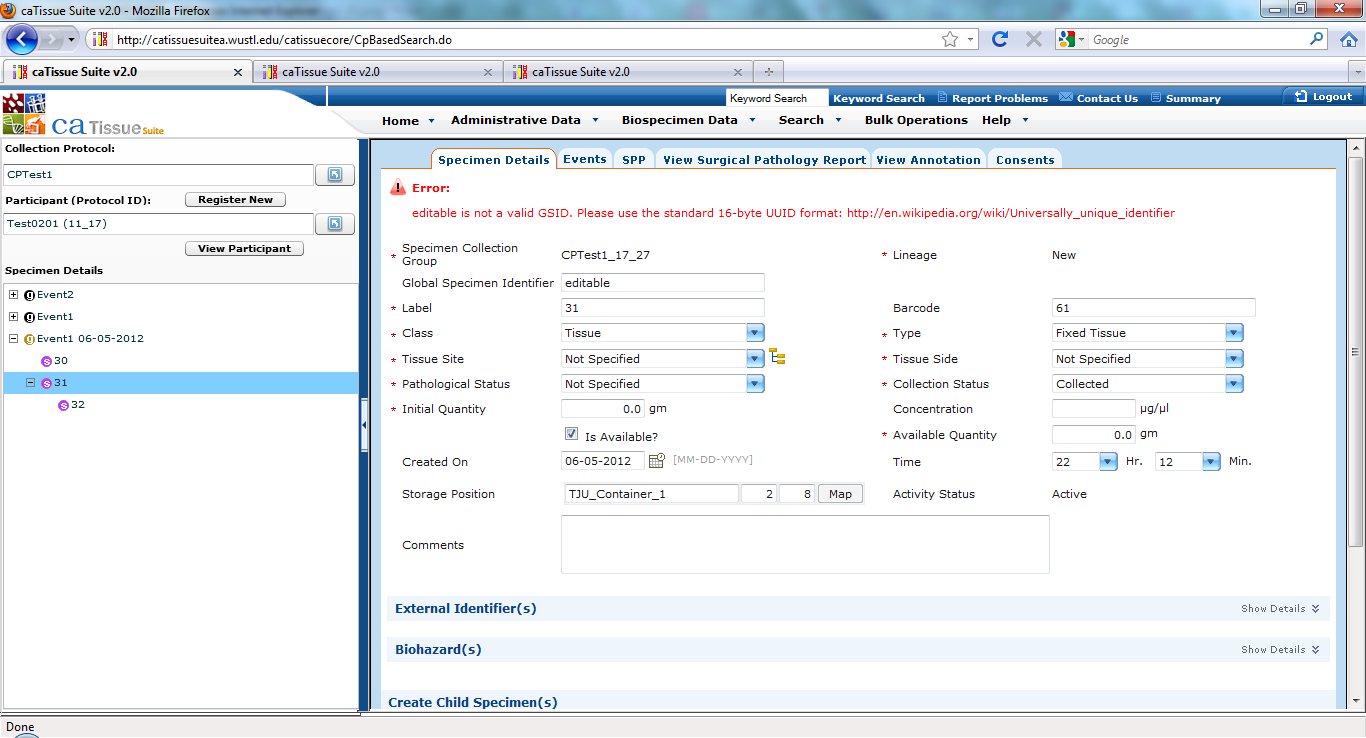 caTissue Suite v2.0 - Mozilla Firefox
http://catissuesuitea.wustl.edu/catissuecore/CpBasedSearch.do
Google
caTissue Suite v2.0
caTissue Suite v2.0
caTissue Suite v2.0
Keyword Search
Keyword Search
Report Problems
Contact Us
Summary
Logout
ca Tissue Suite
Home
Administrative Data
Biospecimen Data
Search
Bulk Operations
Help
Collection Protocol:
CPTest1
Participant (Protocol ID):
Register New
Test0201 (11_17)
View Participant
Specimen Details
Event2
Event1
Event1 06-05-2012
S 30
S 31
S 32
Specimen Details
Events
SPP
View Surgical Pathology Report
View Annotation
Consents
Error:
editable is not a valid GSID. Please use the standard 16-byte UUID format: http://en.wikipedia.org/wiki/Universally_unique_identifier
* Specimen Collection Group
CPTest1_17_27
* Lineage
New
Global Specimen Identifier
editable
* Label
31
Barcode
61
* Class
Tissue
* Type
Fixed Tissue
* Tissue Site
Not Specified
* Tissue Side
Not Specified
* Pathological Status
Not Specified
* Collection Status
Collected
* Initial Quantity
0.0 gm
Concentration
µg/µl
Is Available?
* Available Quantity
0.0 gm
Created On
06-05-2012
[MM-DD-YYYY]
Time
22 Hr. 12 Min.
Storage Position
TJU_Container_1
2
8
Map
Activity Status
Active
Comments
External Identifier(s)
Show Details
Biohazard(s)
Show Details
Create Child Specimen(s)
Done